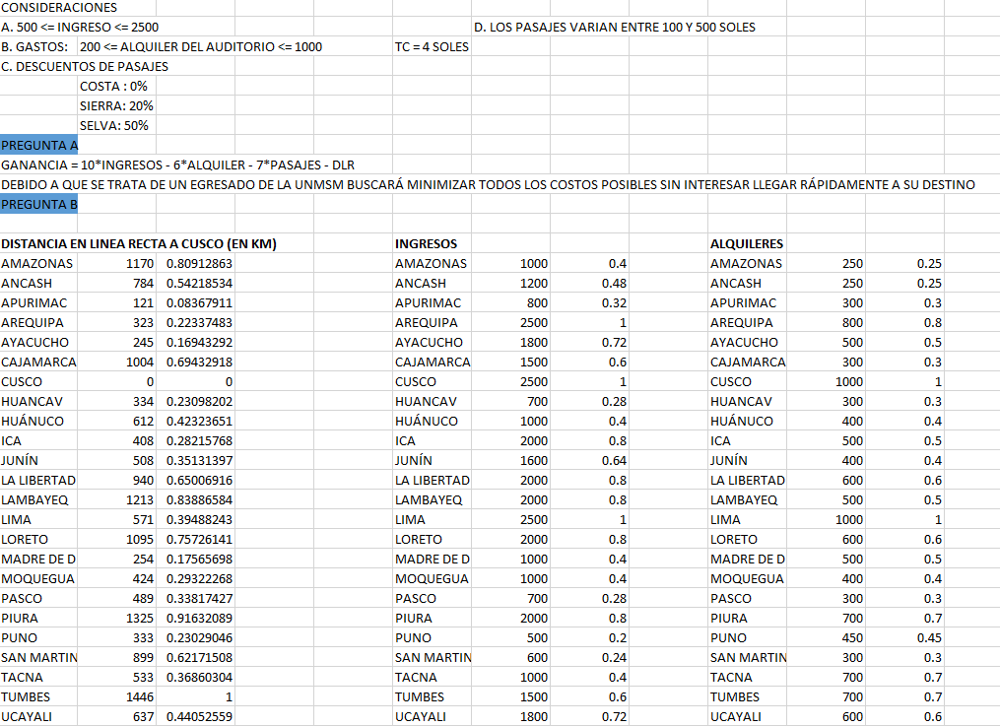 CONSIDERACIONES
A. 500 <= INGRESO <= 2500 D. LOS PASAJES VARIAN ENTRE 100 Y 500 SOLES
B. GASTOS: 200 <= ALQUILER DEL AUDITORIO <= 1000 TC = 4 SOLES
C. DESCUENTOS DE PASAJES
COSTA : 0%
SIERRA: 20%
SELVA: 50%
PREGUNTA A
GANANCIA = 10*INGRESOS - 6*ALQUILER - 7*PASAJES - DLR
DEBIDO A QUE SE TRATA DE UN EGRESADO DE LA UNMSM BUSCARÁ MINIMIZAR TODOS LOS COSTOS POSIBLES SIN INTERESAR LLEGAR RÁPIDAMENTE A SU DESTINO
PREGUNTA B
DISTANCIA EN LINEA RECTA A CUSCO (EN KM) INGRESOS ALQUILERES
AMAZONAS 1170 0.80912863 AMAZONAS 1000 0.4 AMAZONAS 250 0.25
ANCASH 784 0.54218534 ANCASH 1200 0.48 ANCASH 250 0.25
APURIMAC 121 0.08367911 APURIMAC 800 0.32 APURIMAC 300 0.3
AREQUIPA 323 0.22337483 AREQUIPA 2500 1 AREQUIPA 800 0.8
AYACUCHO 245 0.16943292 AYACUCHO 1800 0.72 AYACUCHO 500 0.5
CAJAMARCA 1004 0.69432918 CAJAMARCA 1500 0.6 CAJAMARCA 300 0.3
CUSCO 0 0 CUSCO 2500 1 CUSCO 1000 1
HUANCAV 334 0.23098202 HUANCAV 700 0.28 HUANCAV 300 0.3
HUÁNUCO 612 0.42323651 HUÁNUCO 1000 0.4 HUÁNUCO 400 0.4
ICA 408 0.28215768 ICA 2000 0.8 ICA 500 0.5
JUNÍN 508 0.35131397 JUNÍN 1600 0.64 JUNÍN 400 0.4
LA LIBERTAD 940 0.65006916 LA LIBERTAD 2000 0.8 LA LIBERTAD 600 0.6
LAMBAYEQ 1213 0.83886584 LAMBAYEQ 2000 0.8 LAMBAYEQ 500 0.5
LIMA 571 0.39488243 LIMA 2500 1 LIMA 1000 1
LORETO 1095 0.75726141 LORETO 2000 0.8 LORETO 600 0.6
MADRE DE D 254 0.17565698 MADRE DE D 1000 0.4 MADRE DE D 500 0.5
MOQUEGUA 424 0.29322268 MOQUEGUA 1000 0.4 MOQUEGUA 400 0.4
PASCO 489 0.33817427 PASCO 700 0.28 PASCO 300 0.3
PIURA 1325 0.91632089 PIURA 2000 0.8 PIURA 700 0.7
PUNO 333 0.23029046 PUNO 500 0.2 PUNO 450 0.45
SAN MARTIN 899 0.62171508 SAN MARTIN 600 0.24 SAN MARTIN 300 0.3
TACNA 533 0.36860304 TACNA 1000 0.4 TACNA 700 0.7
TUMBES 1446 1 TUMBES 1500 0.6 TUMBES 700 0.7
UCAYALI 637 0.44052559 UCAYALI 1800 0.72 UCAYALI 600 0.6